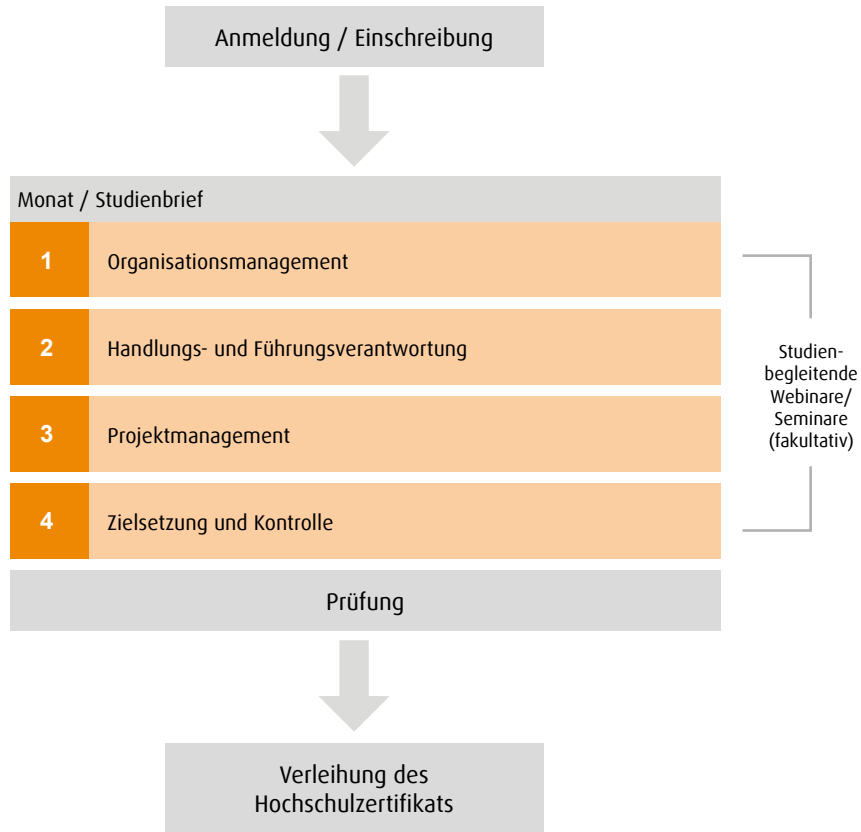 Anmeldung / Einschreibung
Monat / Studienbrief
1 Organisationsmanagement
2 Handlungs- und Führungsverantwortung
3 Projektmanagement
4 Zielsetzung und Kontrolle
Studien-
begleitende
Webinare/
Seminare
(fakultativ)
Prüfung
Verleihung des
Hochschulzertifikats